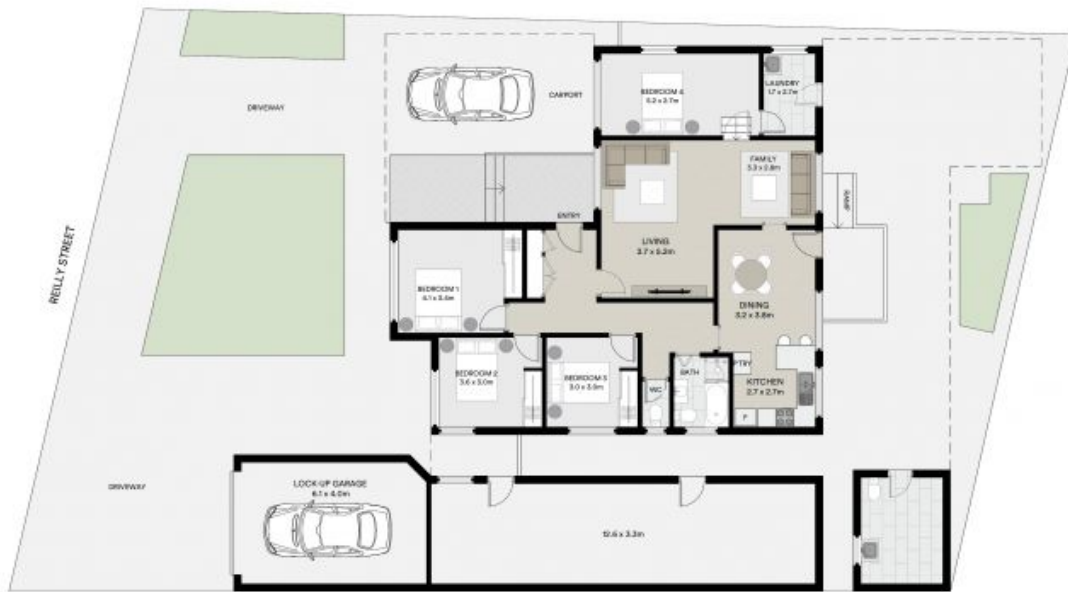 DRIVEWAY
CARPORT
BEDROOM 4
5.2 x 2.7m
LAUNDRY
1.7 x 2.7m
FAMILY
3.3 x 2.8m
RAMP
ENTRY
LIVING
3.7 x 5.2m
REILLY STREET
BEDROOM 1
4.1 x 3.4m
DINING
3.2 x 3.8m
BEDROOM 2
3.6 x 3.0m
BEDROOM 3
3.0 x 3.0m
WC
BATH
PTRY
KITCHEN
2.7 x 2.7m
F
DRIVEWAY
LOCK-UP GARAGE
6.1 x 4.0m
12.6 x 3.3m